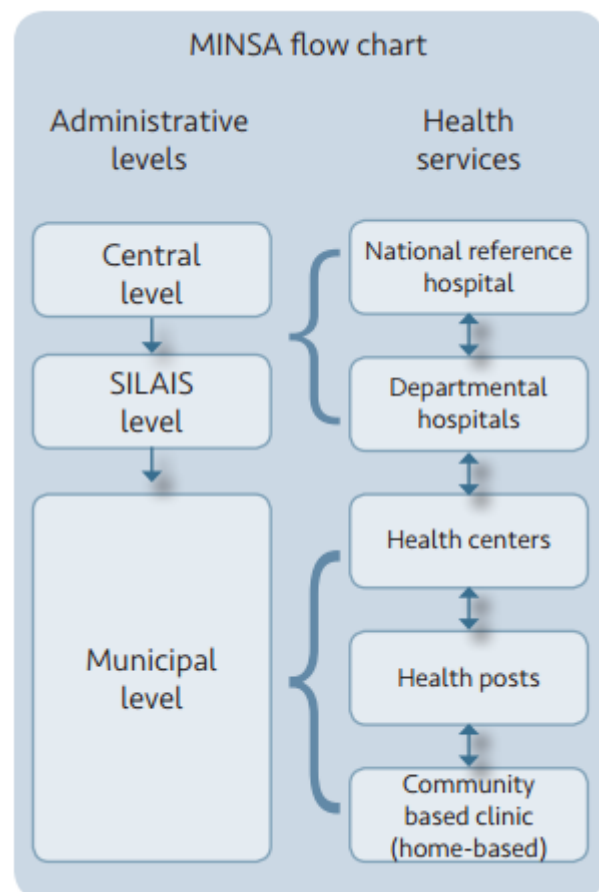 MINSA flow chart
Administrative
levels
Health
services
Central
level
SILAIS
level
Municipal
level
National reference
hospital
Departmental
hospitals
Health centers
Health posts
Community
based clinic
(home-based)